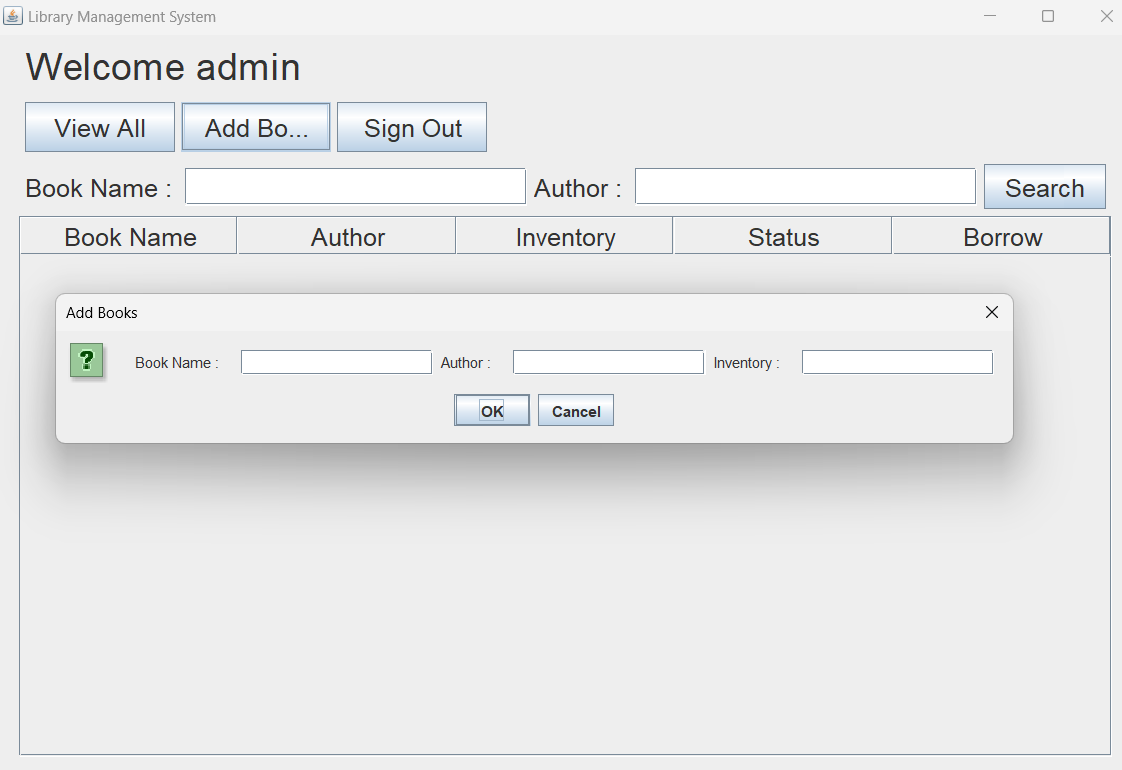 Library Management System
Welcome admin
View All Add Bo... Sign Out
Book Name : Author : Search
Book Name Author Inventory Status Borrow
Add Books
? Book Name : Author : Inventory :
OK Cancel